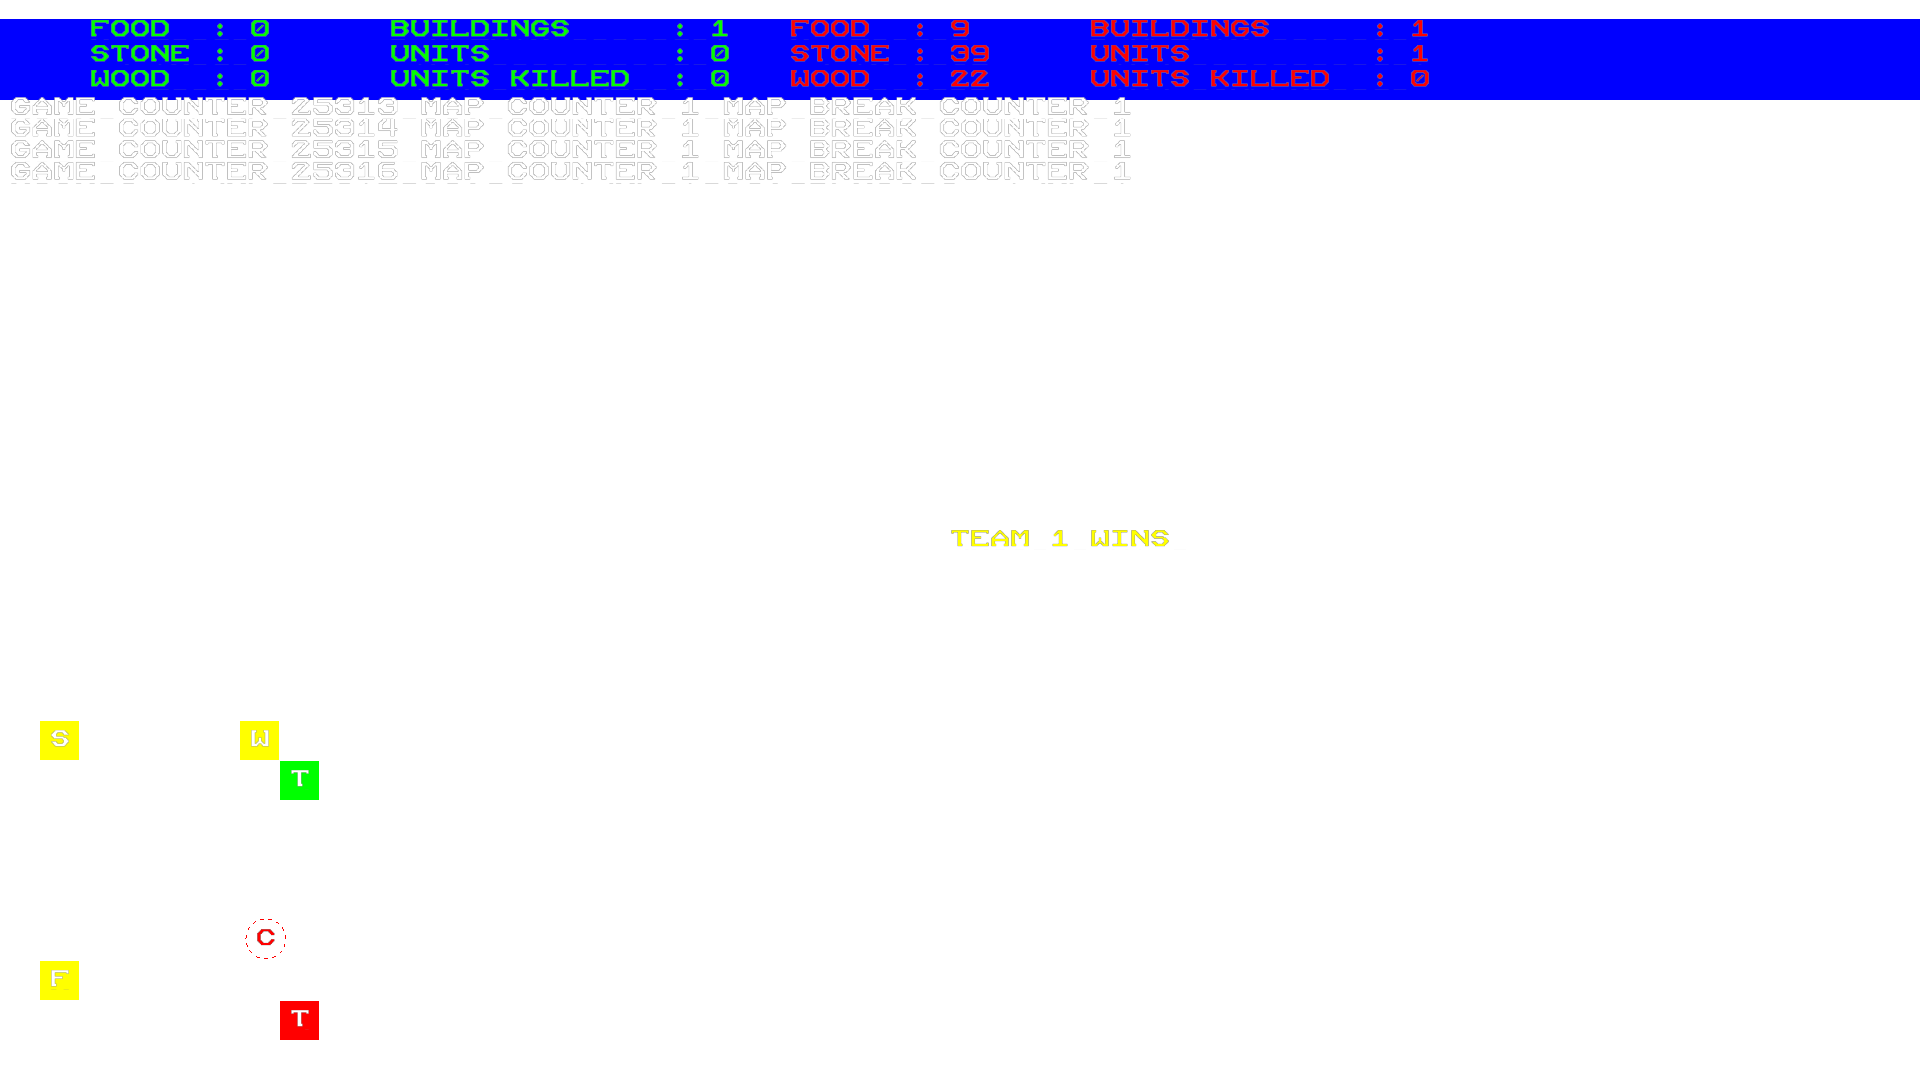 FOOD : 0 BUILDINGS : 1 FOOD : 9 BUILDINGS : 1
STONE : 0 UNITS : 0 STONE : 39 UNITS : 1
WOOD : 0 UNITS KILLED : 0 WOOD : 22 UNITS KILLED : 0
GAME COUNTER 25313 MAP COUNTER 1 MAP BREAK COUNTER 1
GAME COUNTER 25314 MAP COUNTER 1 MAP BREAK COUNTER 1
GAME COUNTER 25315 MAP COUNTER 1 MAP BREAK COUNTER 1
GAME COUNTER 25316 MAP COUNTER 1 MAP BREAK COUNTER 1
TEAM 1 WINS
S W
T
C
F
T